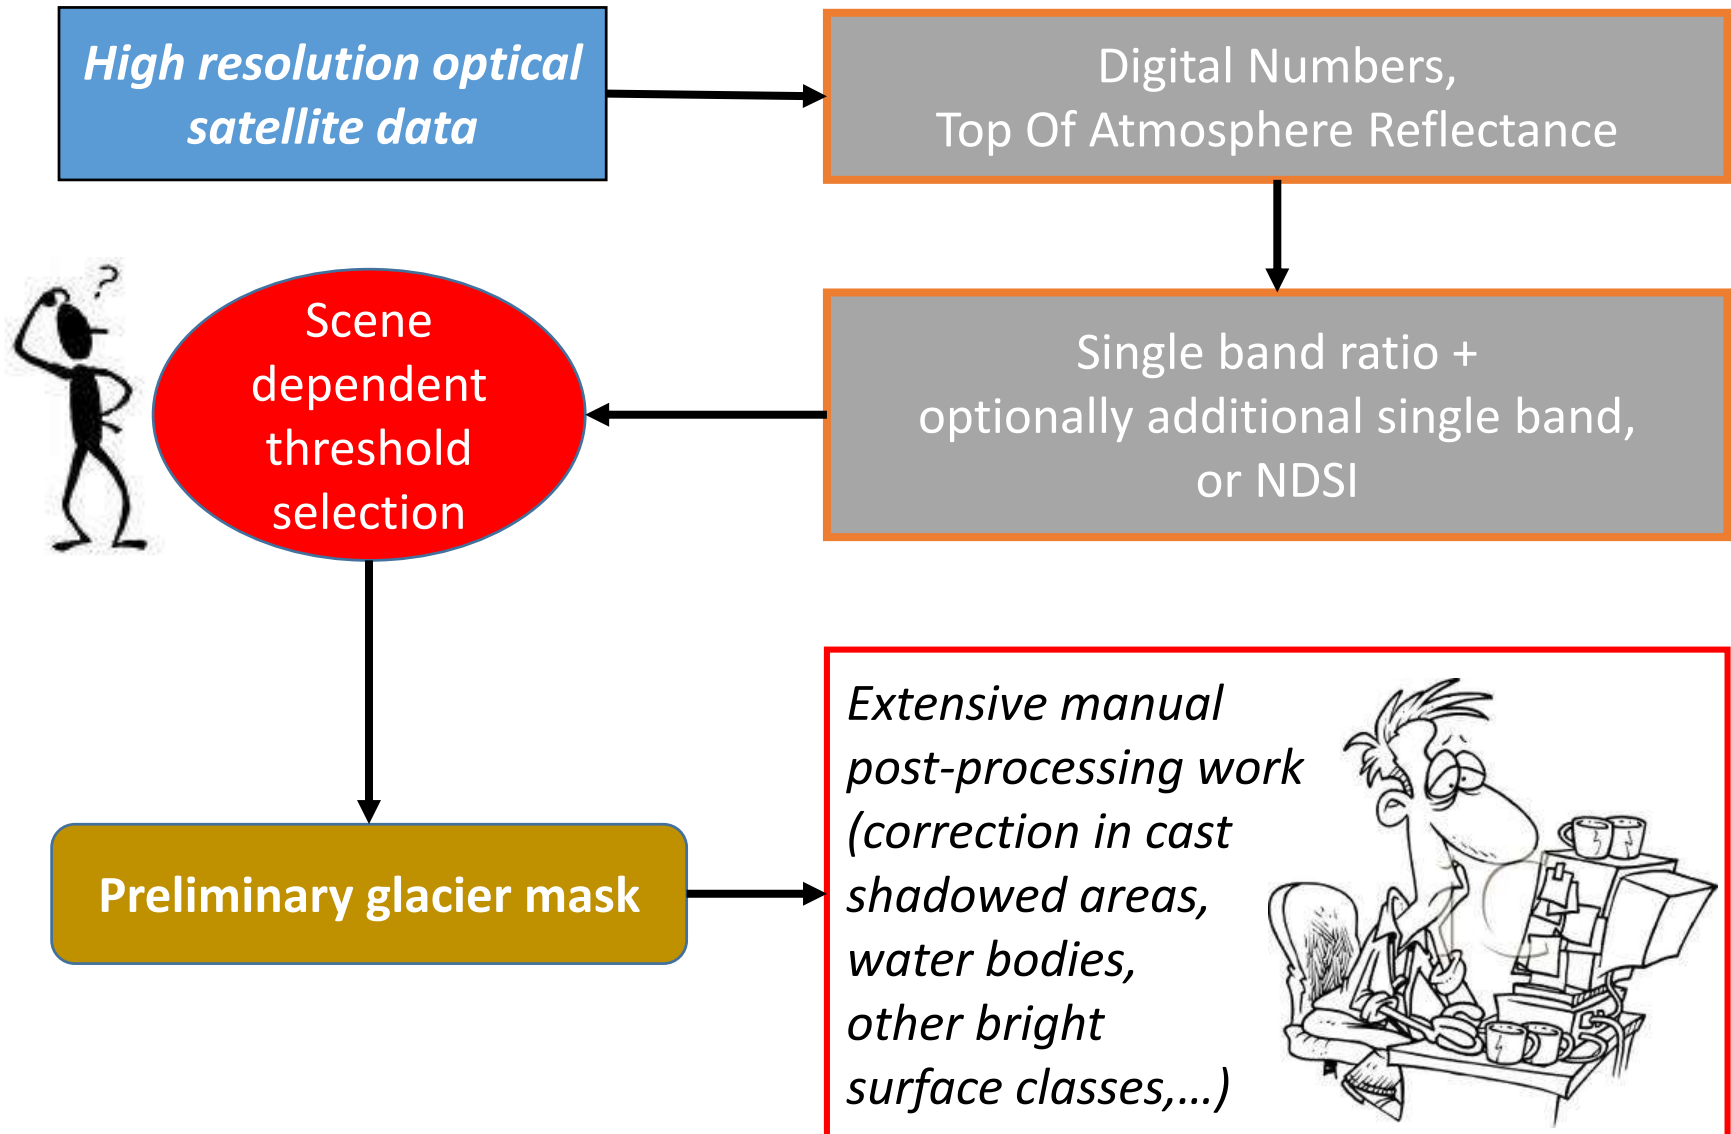 High resolution optical
satellite data
Digital Numbers,
Top Of Atmosphere Reflectance
?
Scene
dependent
threshold
selection
Single band ratio +
optionally additional single band,
or NDSI
Preliminary glacier mask
Extensive manual
post-processing work
(correction in cast
shadowed areas,
water bodies,
other bright
surface classes,...)